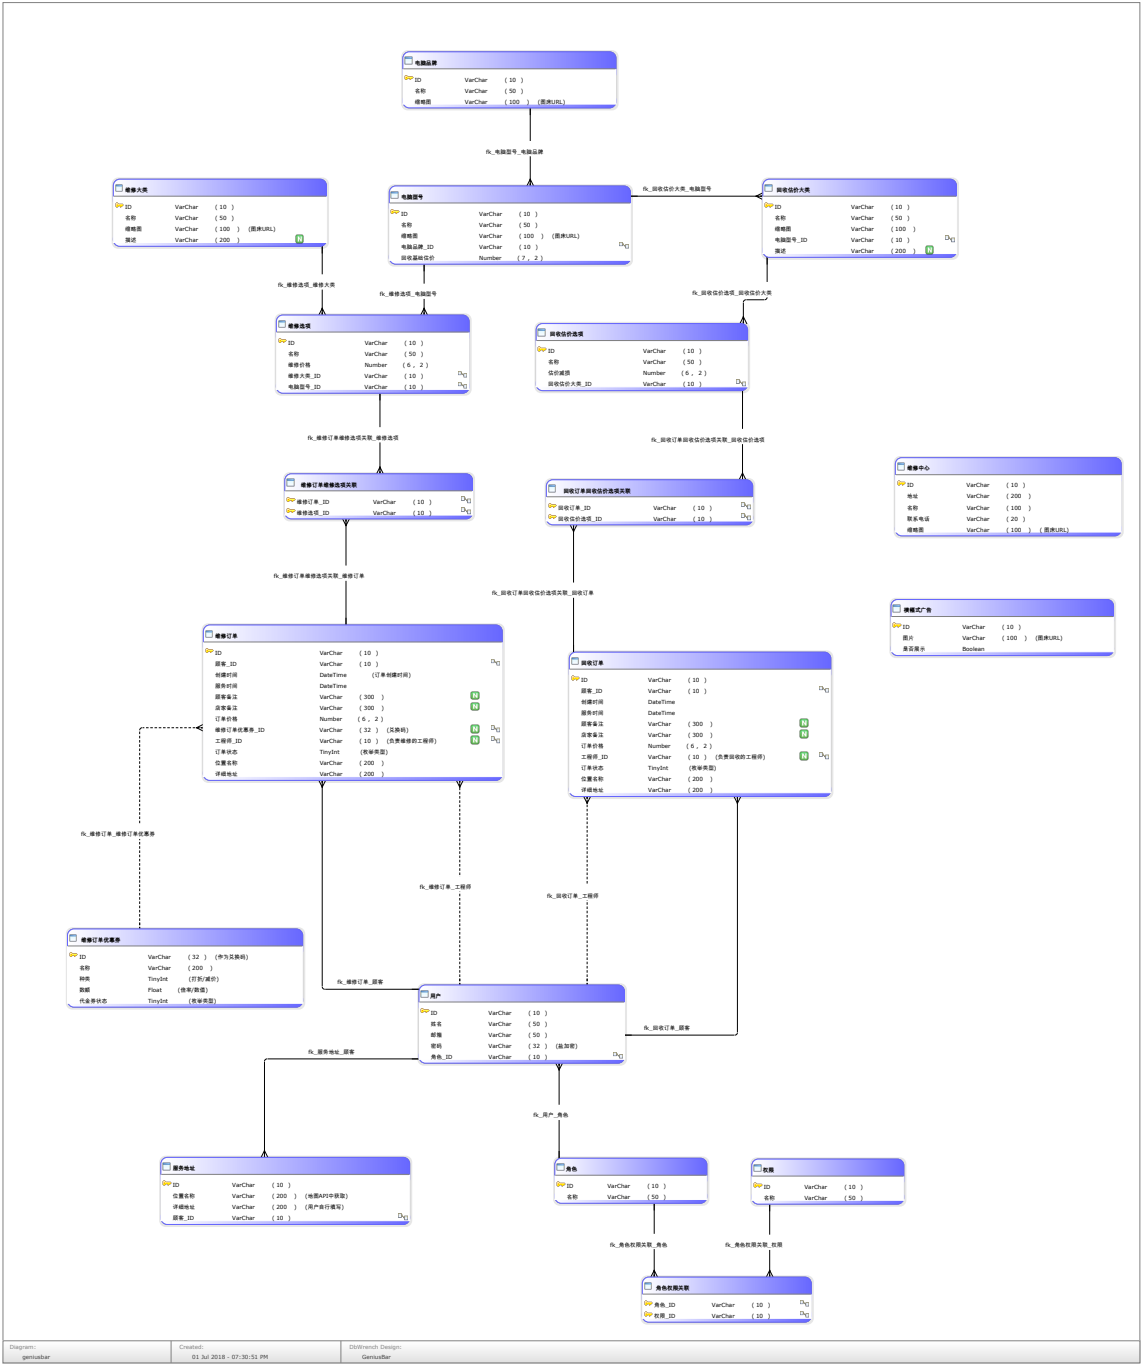 电脑品牌
ID VarChar ( 10 )
名称 VarChar ( 50 )
缩略图 VarChar ( 100 ) (图床URL)
fk_电脑型号_电脑品牌
维修大类
ID VarChar ( 10 )
名称 VarChar ( 50 )
缩略图 VarChar ( 100 ) (图床URL)
描述 VarChar ( 200 ) N
电脑型号
ID VarChar ( 10 )
名称 VarChar ( 50 )
缩略图 VarChar ( 100 ) (图床URL)
电脑品牌_ID VarChar ( 10 )
回收基础估价 Number ( 7 , 2 )
fk_回收估价大类_电脑型号
回收估价大类
ID VarChar ( 10 )
名称 VarChar ( 50 )
缩略图 VarChar ( 100 )
电脑型号_ID VarChar ( 10 )
描述 VarChar ( 200 ) N
fk_维修选项_维修大类
fk_维修选项_电脑型号
fk_回收估价选项_回收估价大类
维修选项
ID VarChar ( 10 )
名称 VarChar ( 50 )
维修价格 Number ( 6 , 2 )
维修大类_ID VarChar ( 10 )
电脑型号_ID VarChar ( 10 )
回收估价选项
ID VarChar ( 10 )
名称 VarChar ( 50 )
估价减损 Number ( 6 , 2 )
回收估价大类_ID VarChar ( 10 )
fk_维修订单维修选项关联_维修选项
fk_回收订单回收估价选项关联_回收估价选项
维修中心
ID VarChar ( 10 )
地址 VarChar ( 200 )
名称 VarChar ( 100 )
联系电话 VarChar ( 20 )
缩略图 VarChar ( 100 ) ( 图床URL)
维修订单维修选项关联
维修订单_ID VarChar ( 10 )
维修选项_ID VarChar ( 10 )
回收订单回收估价选项关联
回收订单_ID VarChar ( 10 )
回收估价选项_ID VarChar ( 10 )
fk_维修订单维修选项关联_维修订单
fk_回收订单回收估价选项关联_回收订单
横幅式广告
ID VarChar ( 10 )
图片 VarChar ( 100 ) (图床URL)
是否展示 Boolean
维修订单
ID VarChar ( 10 )
顾客_ID VarChar ( 10 )
创建时间 DateTime (订单创建时间)
服务时间 DateTime
顾客备注 VarChar ( 300 ) N
店家备注 VarChar ( 300 ) N
订单价格 Number ( 6 , 2 )
维修订单优惠券_ID VarChar ( 32 ) (兑换码) N
工程师_ID VarChar ( 10 ) (负责维修的工程师) N
订单状态 TinyInt (枚举类型)
位置名称 VarChar ( 200 )
详细地址 VarChar ( 200 )
回收订单
ID VarChar ( 10 )
顾客_ID VarChar ( 10 )
创建时间 DateTime
服务时间 DateTime
顾客备注 VarChar ( 300 ) N
店家备注 VarChar ( 300 ) N
订单价格 Number ( 6 , 2 )
工程师_ID VarChar ( 10 ) (负责回收的工程师) N
订单状态 TinyInt (枚举类型)
位置名称 VarChar ( 200 )
详细地址 VarChar ( 200 )
fk_维修订单_维修订单优惠券
fk_维修订单_工程师
fk_回收订单_工程师
维修订单优惠券
ID VarChar ( 32 ) (作为兑换码)
名称 VarChar ( 200 )
种类 TinyInt (打折/减价)
数额 Float (倍率/数值)
代金券状态 TinyInt (枚举类型)
fk_维修订单_顾客
用户
ID VarChar ( 10 )
姓名 VarChar ( 50 )
邮箱 VarChar ( 50 )
密码 VarChar ( 32 ) (盐加密)
角色_ID VarChar ( 10 )
fk_回收订单_顾客
fk_服务地址_顾客
fk_用户_角色
服务地址
ID VarChar ( 10 )
位置名称 VarChar ( 200 ) (地图API中获取)
详细地址 VarChar ( 200 ) (用户自行填写)
顾客_ID VarChar ( 10 )
角色
ID VarChar ( 10 )
名称 VarChar ( 50 )
权限
ID VarChar ( 10 )
名称 VarChar ( 50 )
fk_角色权限关联_角色
fk_角色权限关联_权限
角色权限关联
角色_ID VarChar ( 10 )
权限_ID VarChar ( 10 )
Diagram: Created: DbWrench Design:
geniusbar 01 Jul 2018 - 07:30:51 PM GeniusBar